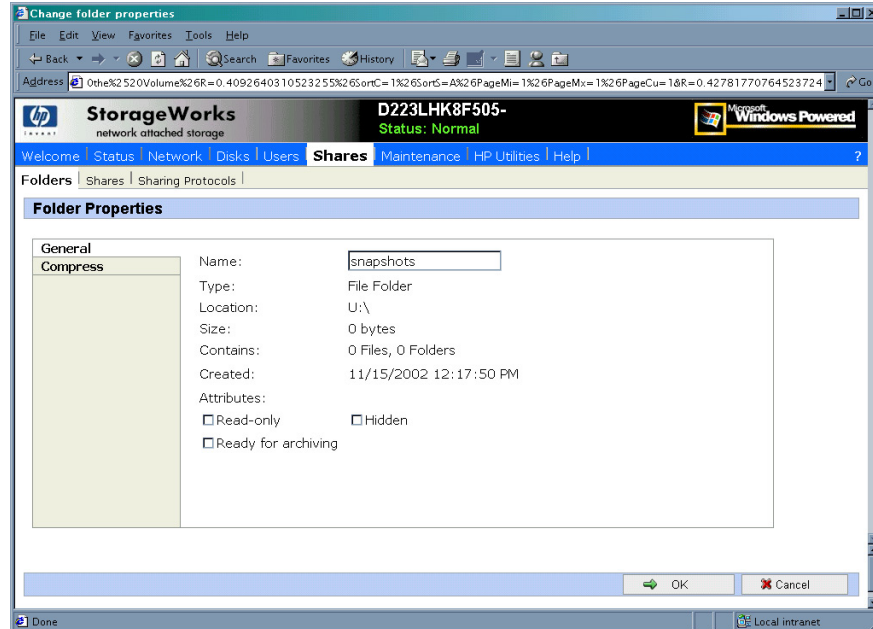 Change folder properties
File Edit View Favorites Tools Help
Back Search Favorites History
Address 0the%2520Volume%26R=0.4092640310523255%26SortC=1%26SortS=A%26PageMi=1%26PageMx=1%26PageCu=1&R=0.42781770764523724 Go
hp StorageWorks D223LHK8F505- Microsoft Windows Powered
invent network attached storage Status: Normal
Welcome Status Network Disks Users Shares Maintenance HP Utilities Help ?
Folders Shares Sharing Protocols
Folder Properties
General
Compress
Name: snapshots
Type: File Folder
Location: U:\
Size: 0 bytes
Contains: 0 Files, 0 Folders
Created: 11/15/2002 12:17:50 PM
Attributes:
Read-only Hidden
Ready for archiving
OK Cancel
Done Local intranet